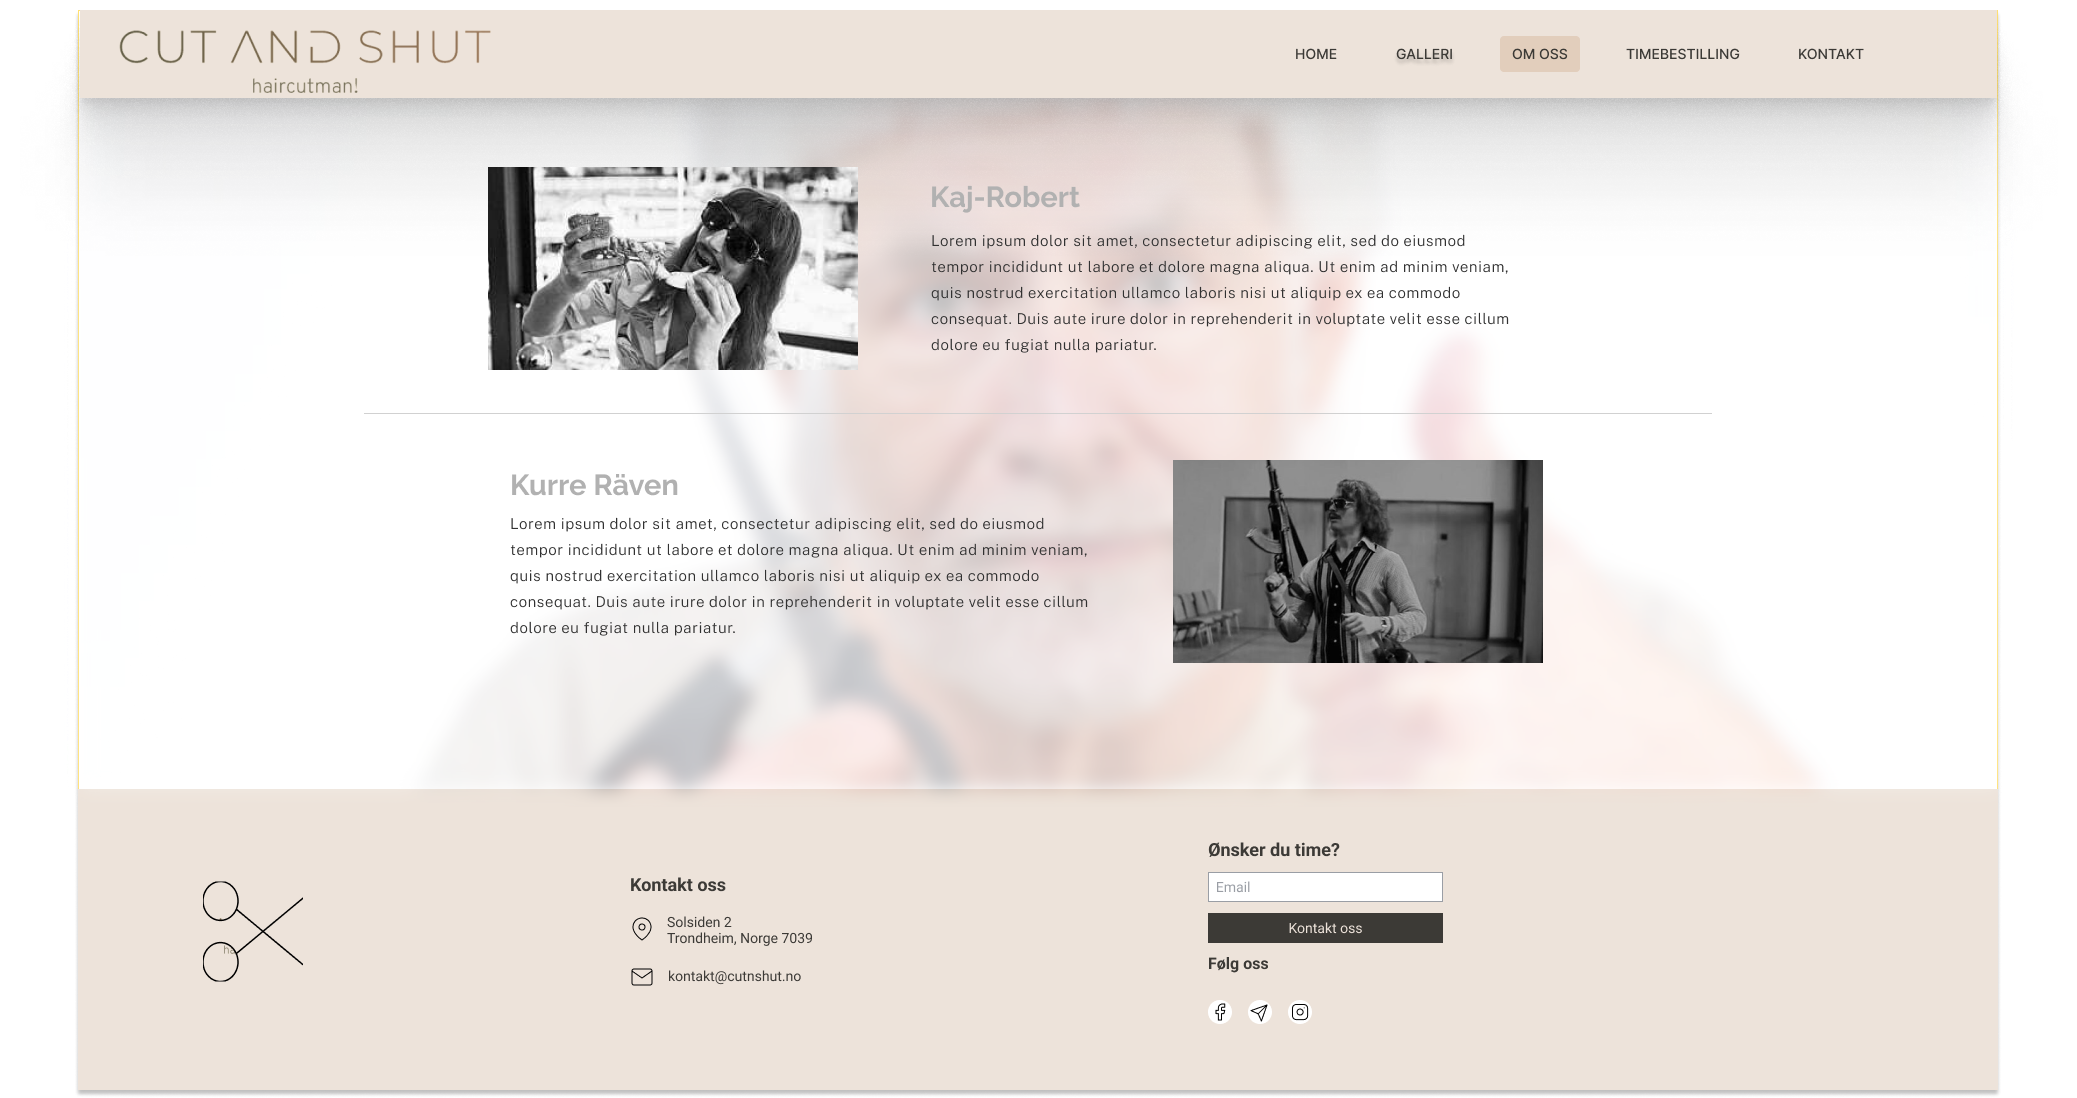 CUT AND SHUT
haircutman!
HOME
GALLERI
OM OSS
TIMEBESTILLING
KONTAKT
Kaj-Robert
Lorem ipsum dolor sit amet, consectetur adipiscing elit, sed do eiusmod
tempor incididunt ut labore et dolore magna aliqua. Ut enim ad minim veniam,
quis nostrud exercitation ullamco laboris nisi ut aliquip ex ea commodo
consequat. Duis aute irure dolor in reprehenderit in voluptate velit esse cillum
dolore eu fugiat nulla pariatur.
Kurre Räven
Lorem ipsum dolor sit amet, consectetur adipiscing elit, sed do eiusmod
tempor incididunt ut labore et dolore magna aliqua. Ut enim ad minim veniam,
quis nostrud exercitation ullamco laboris nisi ut aliquip ex ea commodo
consequat. Duis aute irure dolor in reprehenderit in voluptate velit esse cillum
dolore eu fugiat nulla pariatur.
Kontakt oss
Solsiden 2
Trondheim, Norge 7039
kontakt@cutnshut.no
Ønsker du time?
Email
Kontakt oss
Følg oss